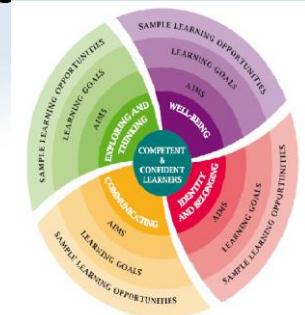 SAMPLE LEARNING OPPORTUNITIES
LEARNING GOALS
AIMS
EXPLORING AND
THINKING
SAMPLE LEARNING OPPORTUNITIES
LEARNING GOALS
AIMS
WELL-BEING
COMPETENT
&
CONFIDENT
LEARNERS
COMMUNICATING
AIMS
LEARNING GOALS
SAMPLE LEARNING OPPORTUNITIES
IDENTITY
AND BELONGING
AIMS
LEARNING GOALS
SAMPLE LEARNING OPPORTUNITIES